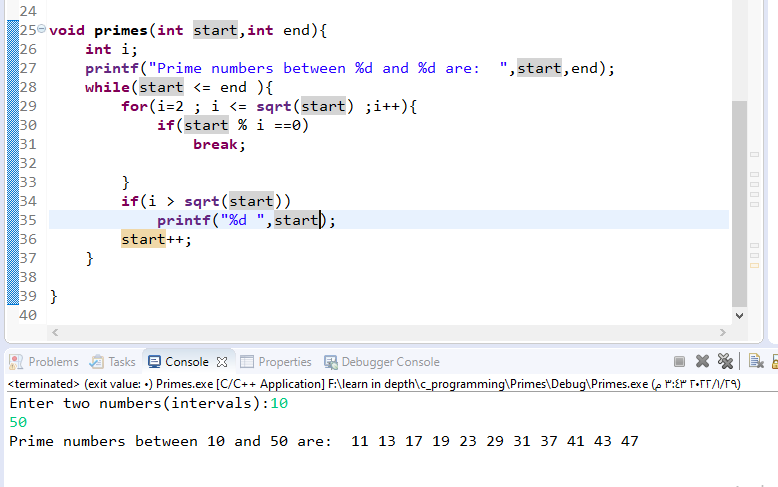 24
25 void primes(int start,int end){
26 int i;
27 printf("Prime numbers between %d and %d are:  ",start,end);
28 while(start <= end ){
29 for(i=2 ; i <= sqrt(start) ;i++){
30 if(start % i ==0)
31 break;
32
33 }
34 if(i > sqrt(start))
35 printf("%d ",start);
36 start++;
37 }
38
39 }
40
Problems Tasks Console Properties Debugger Console
<terminated> (exit value: ٠) Primes.exe [C/C++ Application] F:\learn in depth\c_programming\Primes\Debug\Primes.exe (٢٠٢٢/١/٢٩ ٣:٤٣ م)
Enter two numbers(intervals):10
50
Prime numbers between 10 and 50 are:  11 13 17 19 23 29 31 37 41 43 47